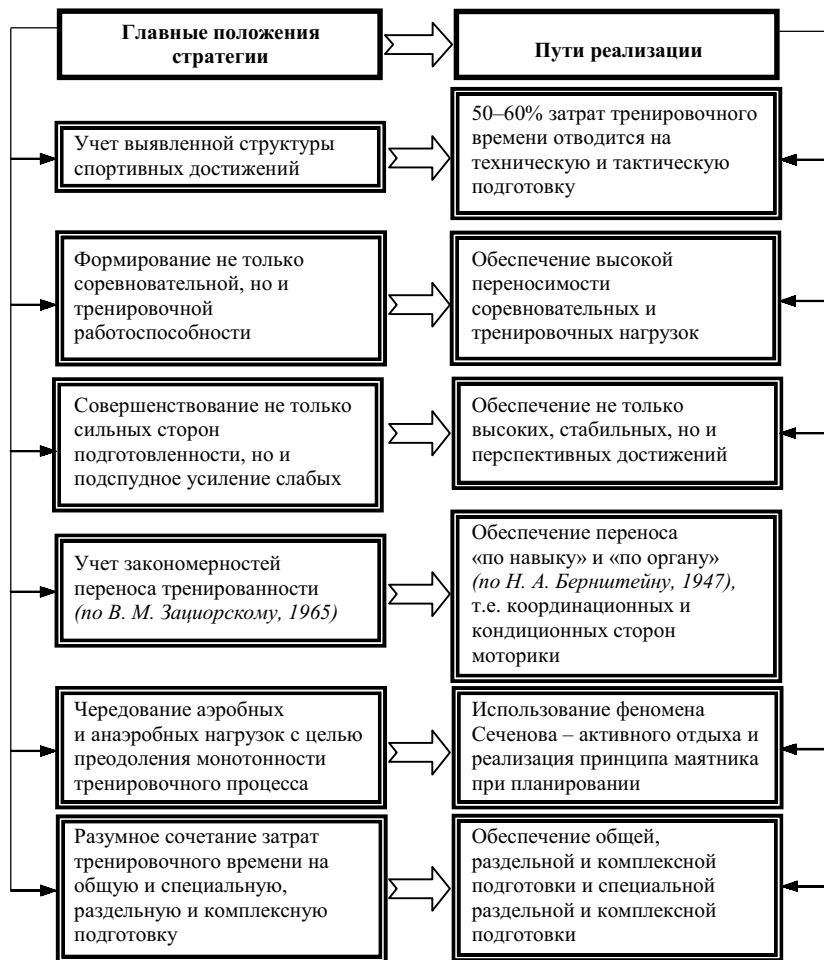 Главные положения
стратегии
Пути реализации
Учет выявленной структуры
спортивных достижений
50–60% затрат тренировочного
времени отводится на
техническую и тактическую
подготовку
Формирование не только
соревновательной, но и
тренировочной
работоспособности
Обеспечение высокой
переносимости
соревновательных и
тренировочных нагрузок
Совершенствование не только
сильных сторон
подготовленности, но и
подспудное усиление слабых
Обеспечение не только
высоких, стабильных, но и
перспективных достижений
Учет закономерностей
переноса тренированности
(по В. М. Зациорскому, 1965)
Обеспечение переноса
«по навыку» и «по органу»
(по Н. А. Бернштейну, 1947),
т.е. координационных и
кондиционных сторон
моторики
Чередование аэробных
и анаэробных нагрузок с целью
преодоления монотонности
тренировочного процесса
Использование феномена
Сеченова – активного отдыха и
реализация принципа маятника
при планировании
Разумное сочетание затрат
тренировочного времени на
общую и специальную,
раздельную и комплексную
подготовку
Обеспечение общей,
раздельной и комплексной
подготовки и специальной
раздельной и комплексной
подготовки